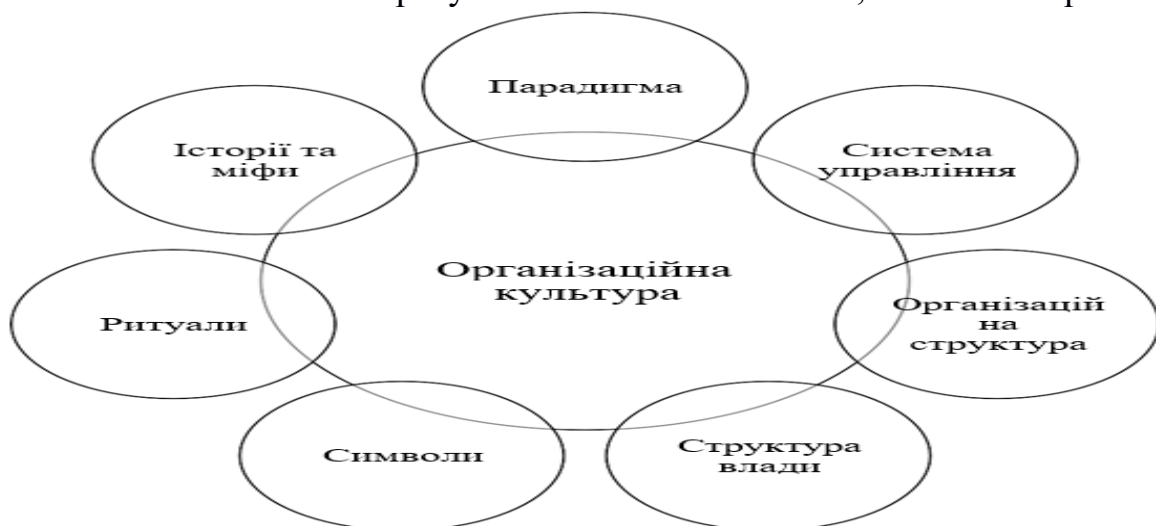 Парадигма
Історії та
міфи
Система
управління
Організаційна
культура
Ритуали
Організацій
на
структура
Символи
Структура
влади